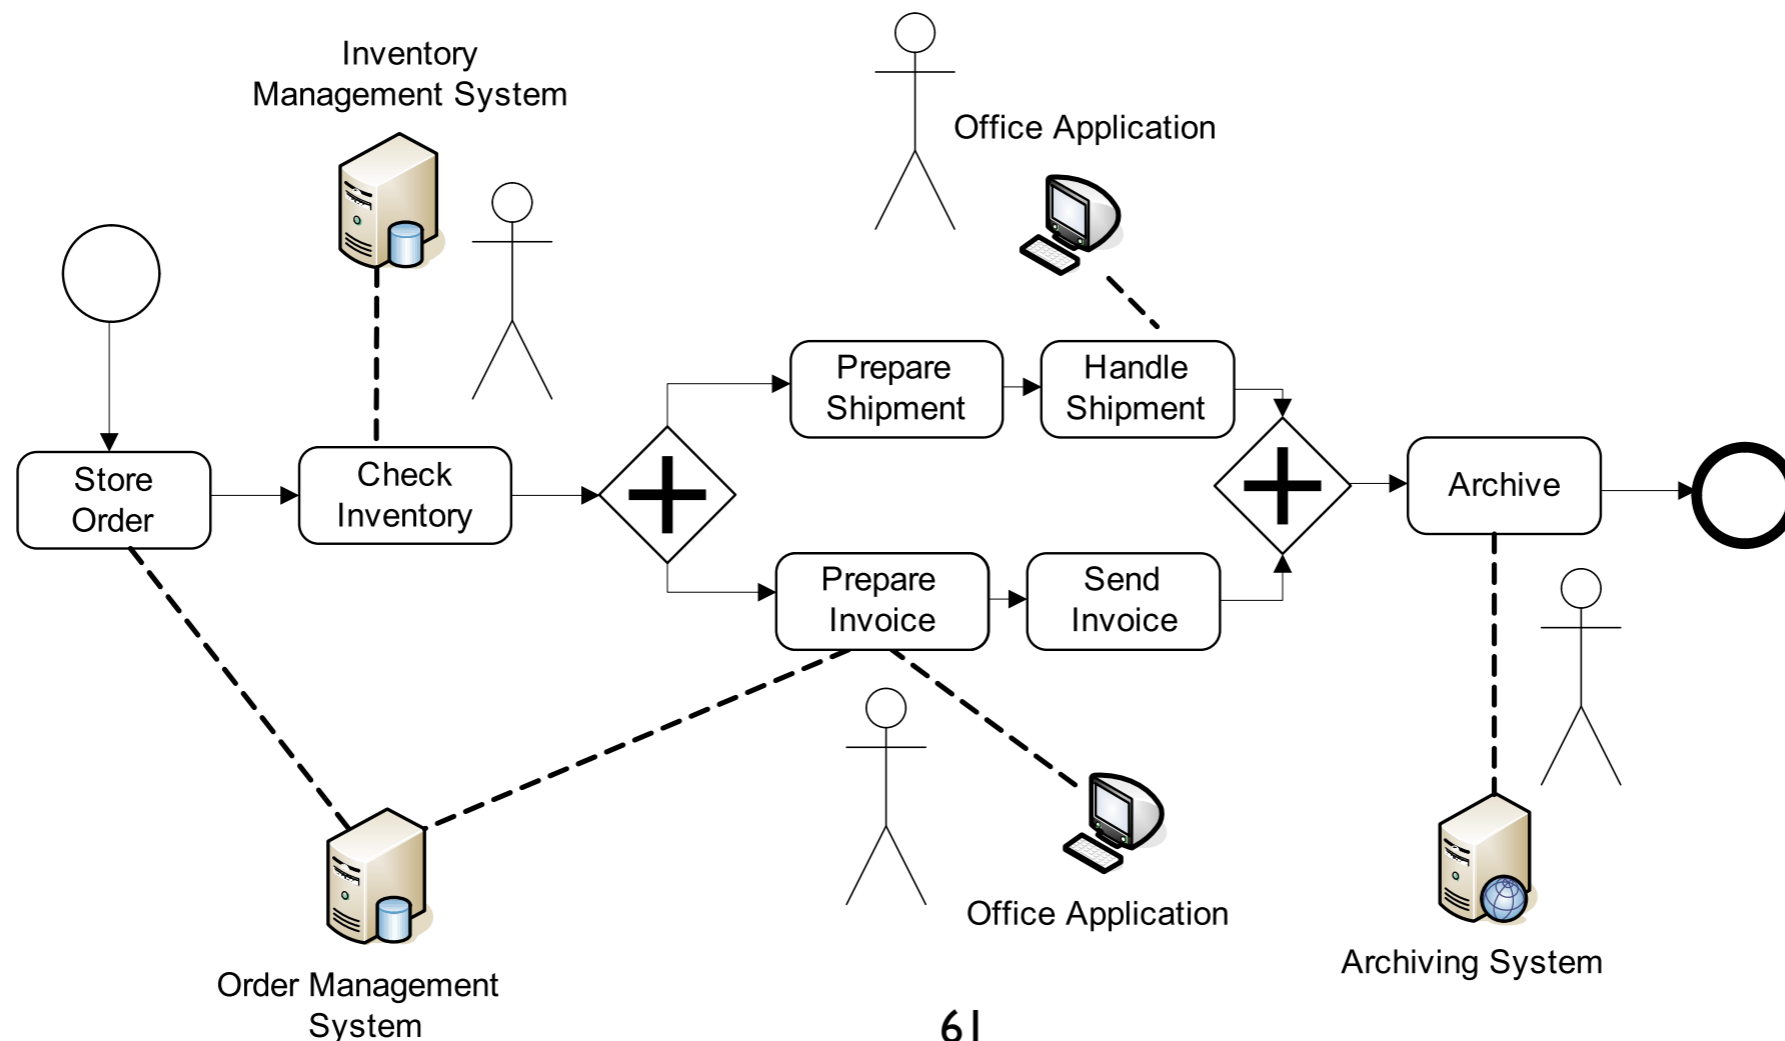 Inventory
Management System
Office Application
Prepare
Shipment
Handle
Shipment
Store
Order
Check
Inventory
Archive
Prepare
Invoice
Send
Invoice
Office Application
Archiving System
Order Management
System
61